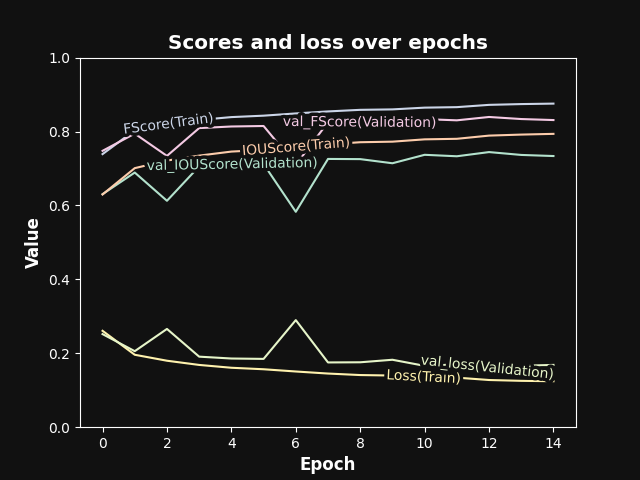 Scores and loss over epochs
1.0
0.8
0.6
0.4
0.2
0.0
Value
FScore(Train)
val_FScore(Validation)
IOUScore(Train)
val_IOUScore(Validation)
val_loss(Validation)
Loss(Train)
0 2 4 6 8 10 12 14
Epoch